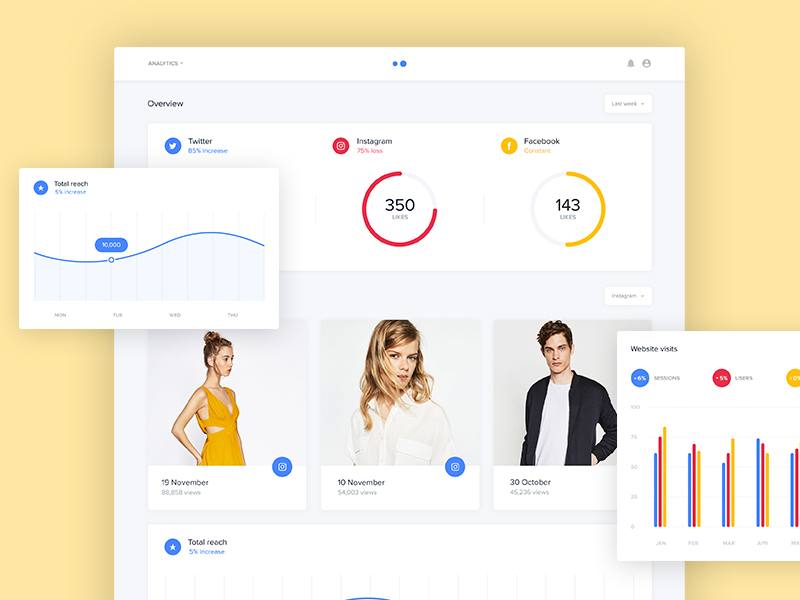 ANALYTICS
Overview
Last week
Twitter
85% increase
Instagram
75% loss
Facebook
Constant
350
LIKES
143
LIKES
Total reach
5% increase
10,000
MON
TUE
WED
THU
Instagram
19 November
88,858 views
10 November
54,003 views
30 October
45,236 views
Website visits
6%
SESSIONS
5%
USERS
100
75
50
25
0
JAN
FEB
MAR
APR
Total reach
5% increase